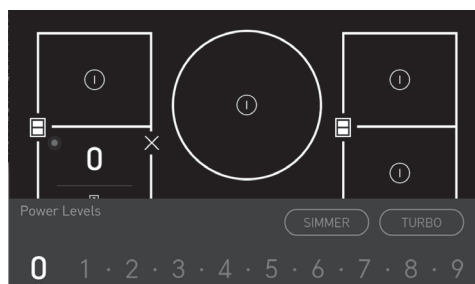 0
Power Levels
SIMMER
TURBO
0 1 · 2 · 3 · 4 · 5 · 6 · 7 · 8 · 9